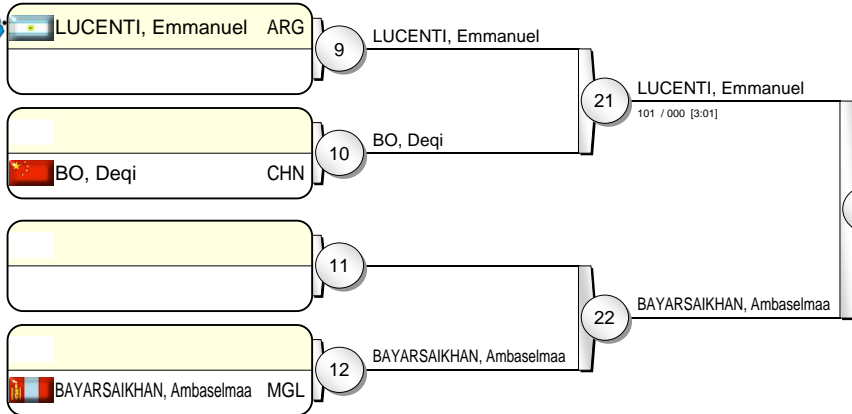 LUCENTI, Emmanuel ARG
9
LUCENTI, Emmanuel
21
LUCENTI, Emmanuel
101 / 000 [3:01]
10
BO, Deqi
BO, Deqi CHN
11
22
BAYARSAIKHAN, Ambaselmaa
12
BAYARSAIKHAN, Ambaselmaa
BAYARSAIKHAN, Ambaselmaa MGL